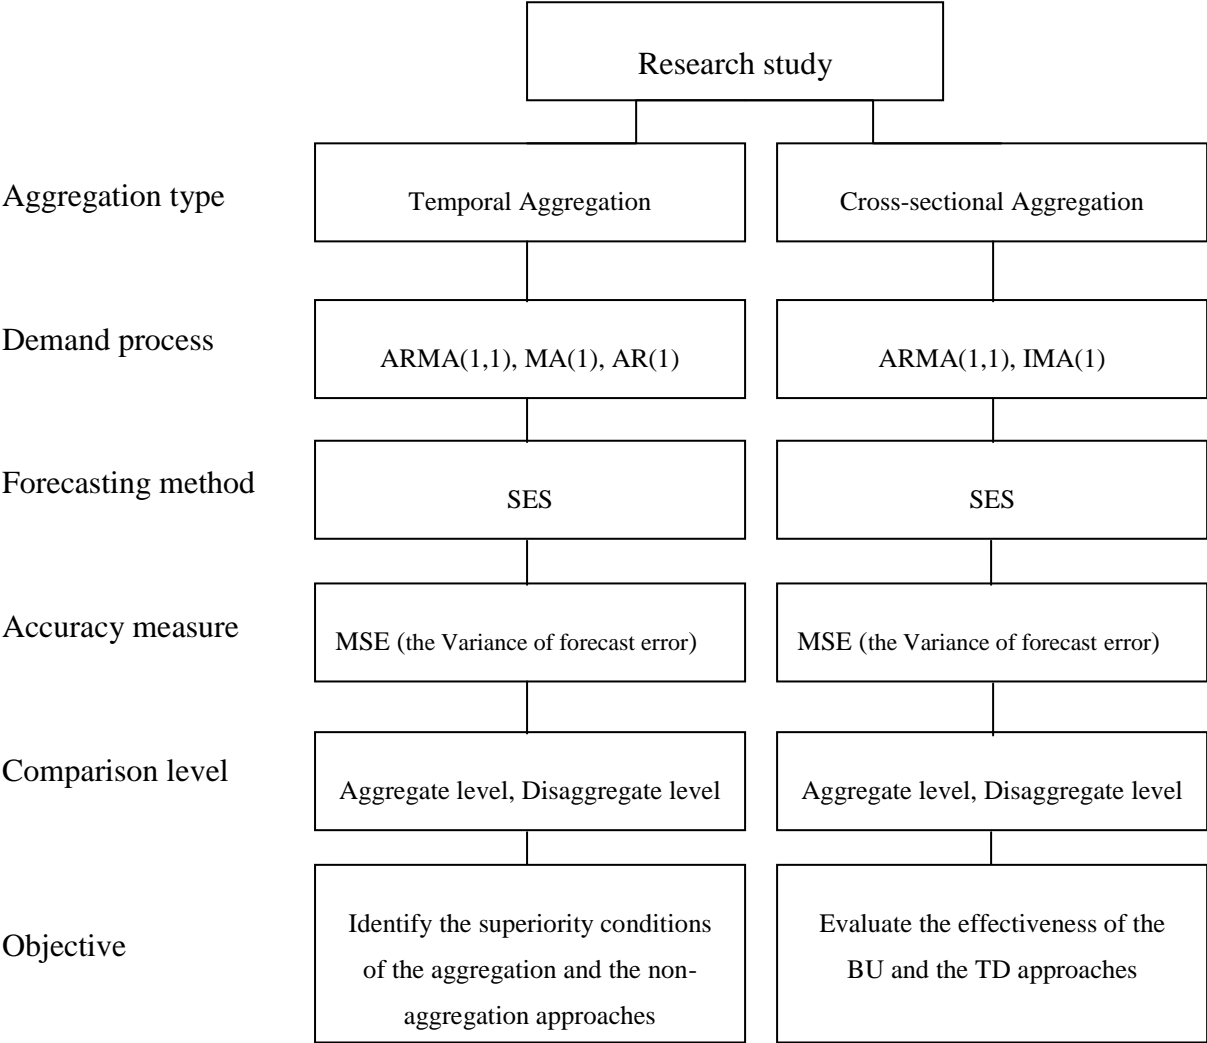 Research study
Aggregation type
Temporal Aggregation
Cross-sectional Aggregation
Demand process
ARMA(1,1), MA(1), AR(1)
ARMA(1,1), IMA(1)
Forecasting method
SES
SES
Accuracy measure
MSE (the Variance of forecast error)
MSE (the Variance of forecast error)
Comparison level
Aggregate level, Disaggregate level
Aggregate level, Disaggregate level
Objective
Identify the superiority conditions
of the aggregation and the non-
aggregation approaches
Evaluate the effectiveness of the
BU and the TD approaches